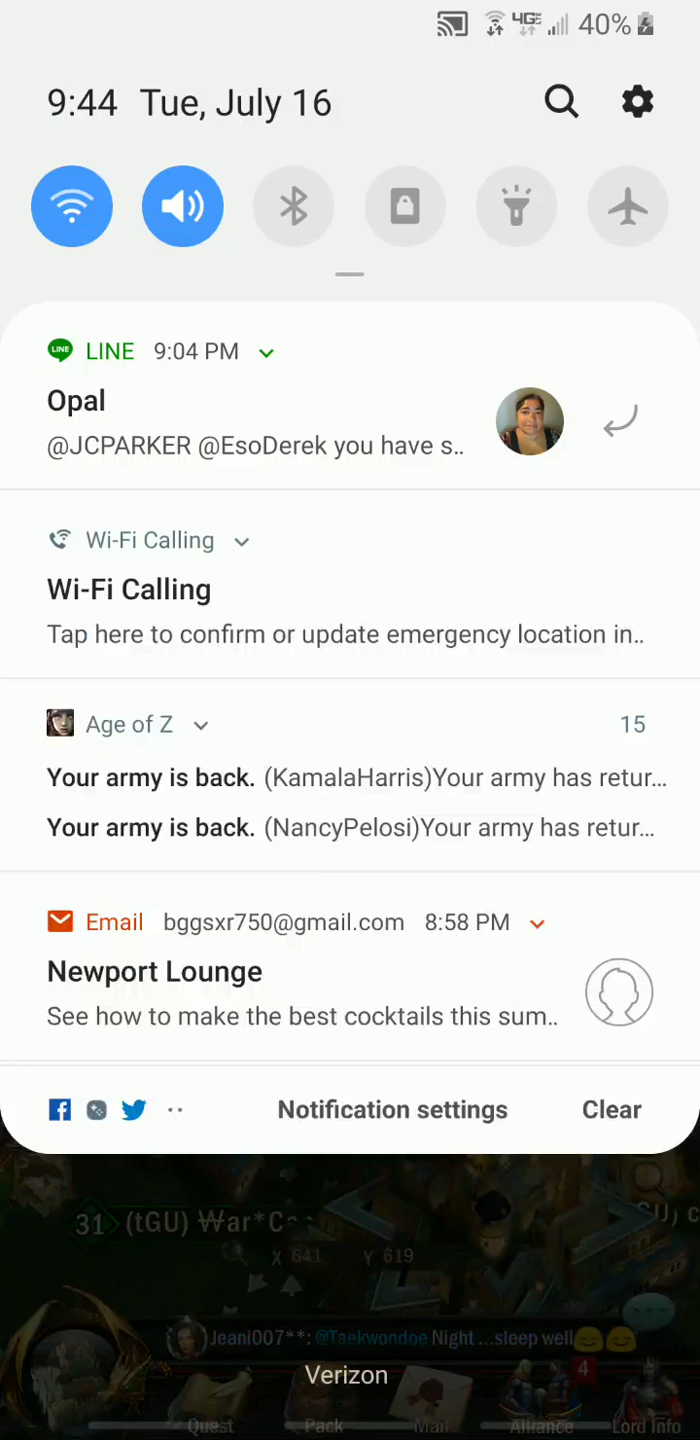 4GE 40%
9:44 Tue, July 16
LINE LINE 9:04 PM
Opal
@JCPARKER @EsoDerek you have s..
Wi-Fi Calling
Wi-Fi Calling
Tap here to confirm or update emergency location in..
Age of Z 15
Your army is back. (KamalaHarris)Your army has retur...
Your army is back. (NancyPelosi)Your army has retur...
Email bggsxr750@gmail.com 8:58 PM
Newport Lounge
See how to make the best cocktails this sum..
Notification settings Clear
31 (tGU) ₩ar*C
X 641 Y 619
Jeani007**: @Taekwondoe Night ...sleep well😊😊
Verizon
4
Quest Pack Mail Alliance Lord Info